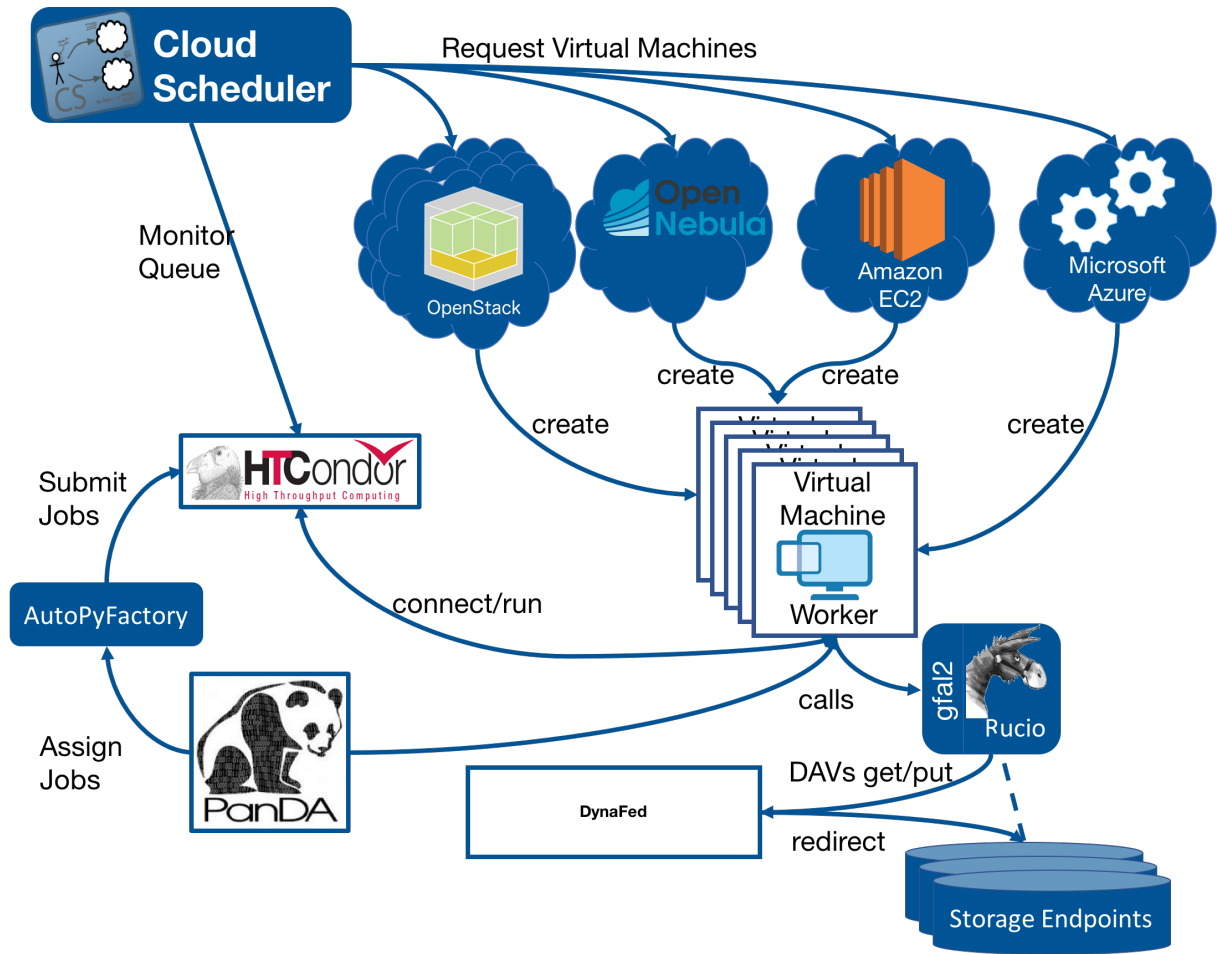 Cloud
Scheduler
CS
Request Virtual Machines
Monitor
Queue
OpenStack
Open
Nebula
Amazon
EC2
Microsoft
Azure
create
create
create
create
HTCondor
High Throughput Computing
Submit
Jobs
Virtual
Machine
Worker
AutoPyFactory
connect/run
Assign
Jobs
PanDA
calls
gfal2
Rucio
DAVs get/put
DynaFed
redirect
Storage Endpoints